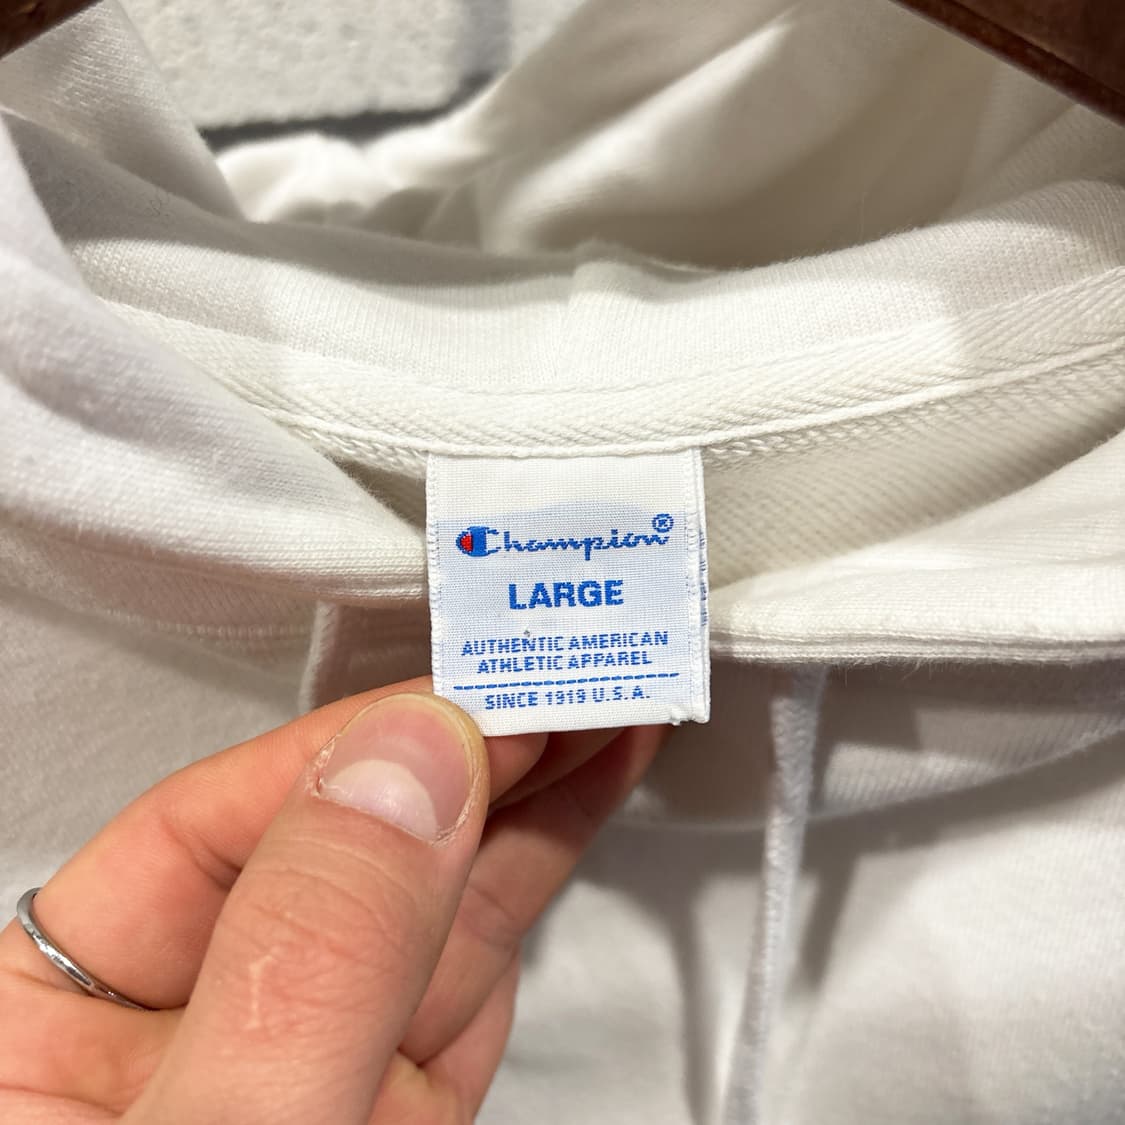 Champion®
LARGE
AUTHENTIC AMERICAN
ATHLETIC APPAREL
SINCE 1919 U.S.A.